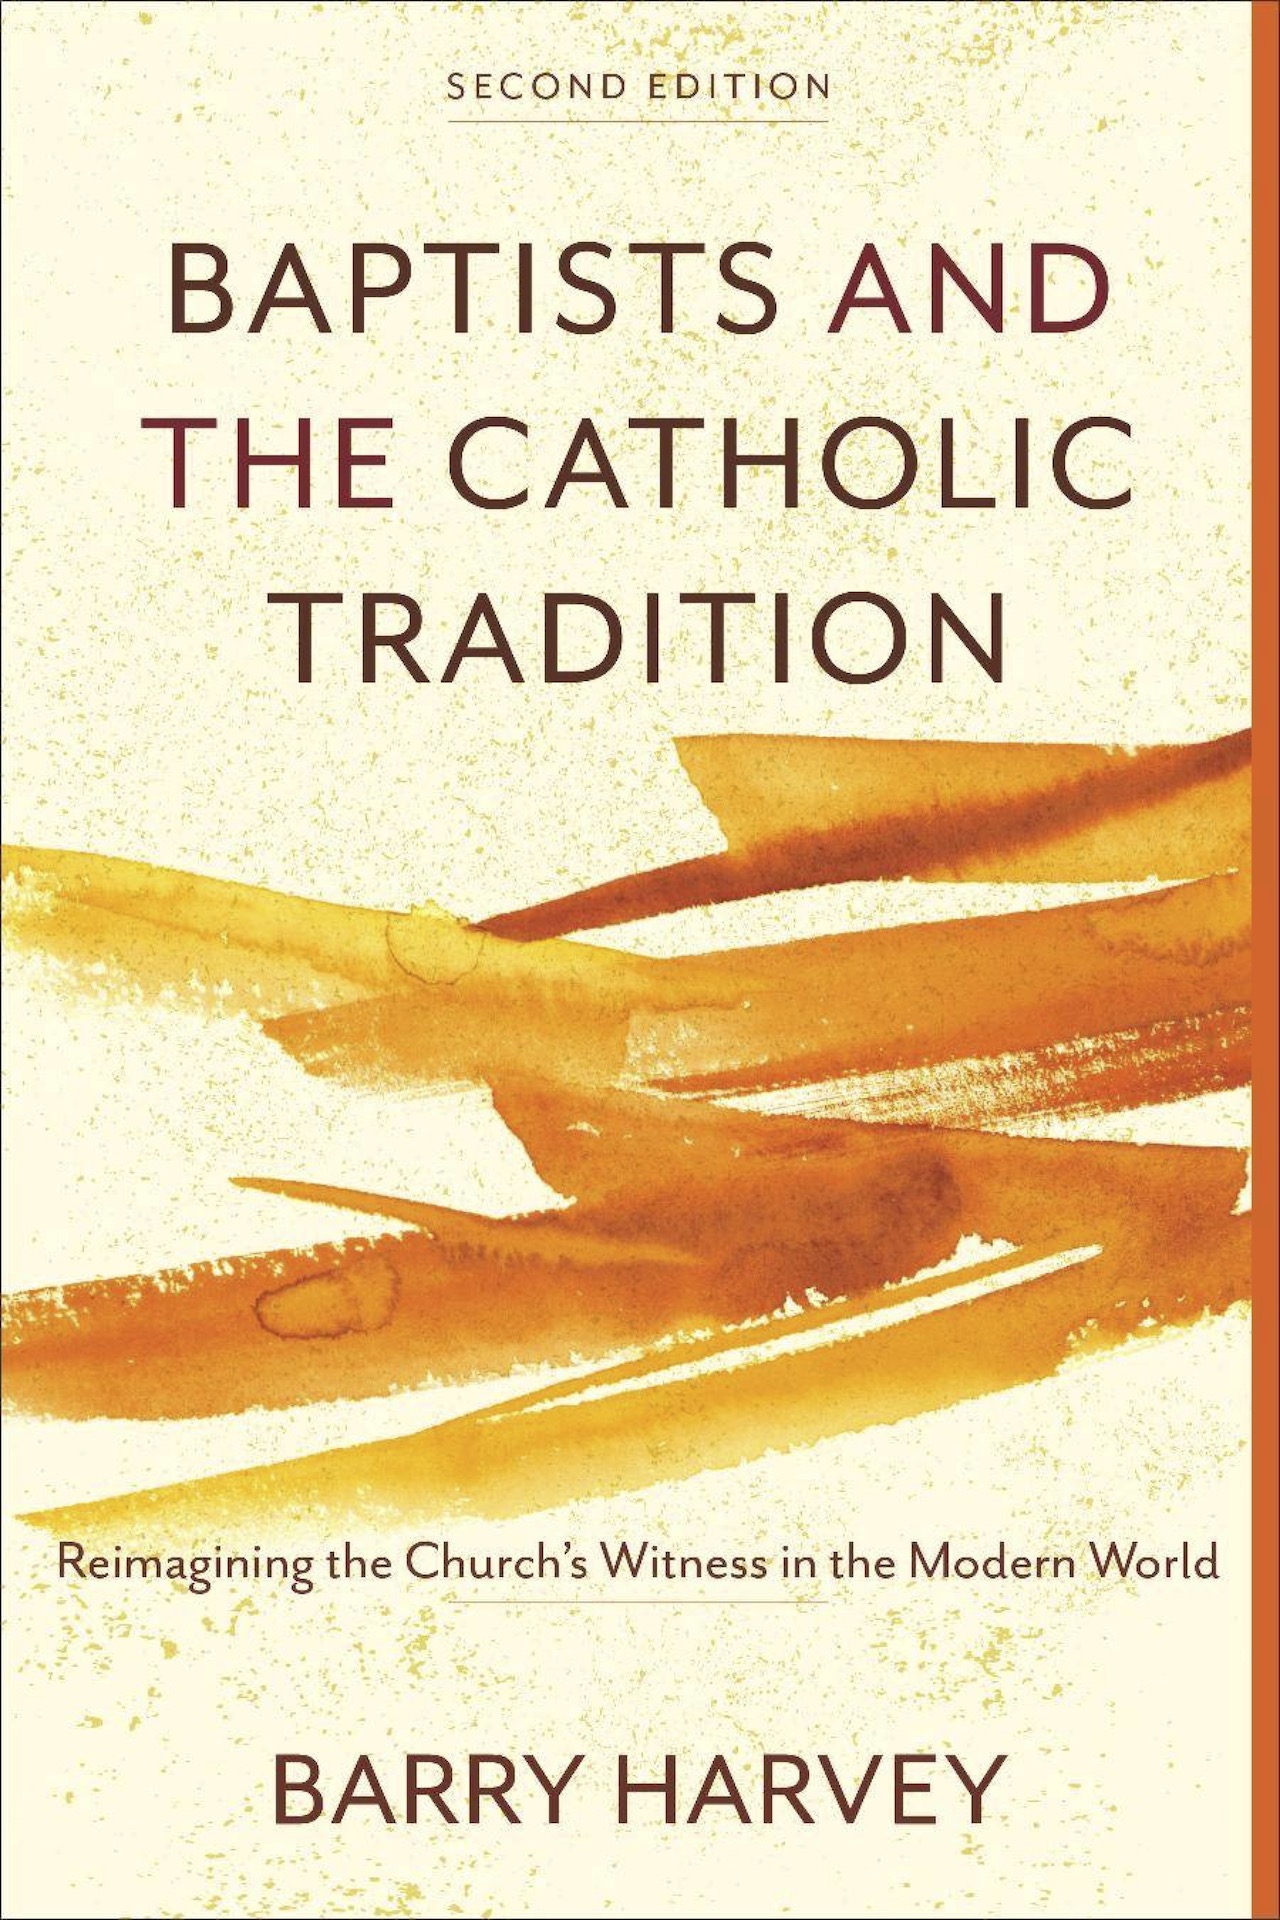 SECOND EDITION
BAPTISTS AND
THE CATHOLIC
TRADITION
Reimagining the Church’s Witness in the Modern World
BARRY HARVEY